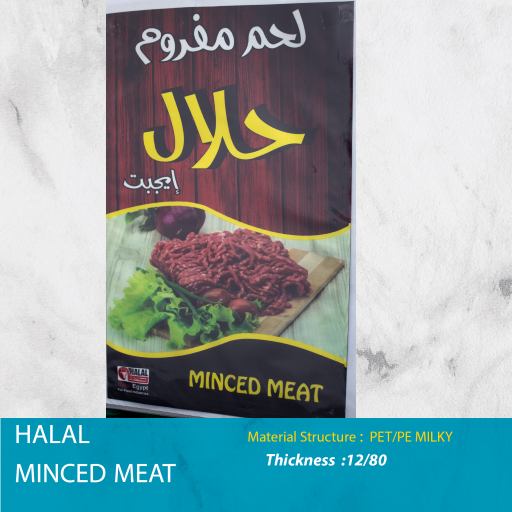 لحم مفروم
حلال
إيجبت
HALAL
Egypt
MINCED MEAT
HALAL
MINCED MEAT
Material Structure : PET/PE MILKY
Thickness :12/80